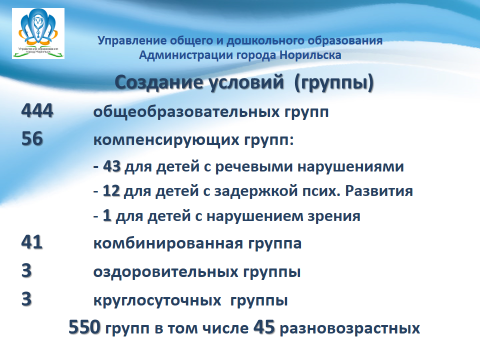 Управление общего и дошкольного образования
Администрации города Норильска
Создание условий (группы)
444 общеобразовательных групп
56 компенсирующих групп:
- 43 для детей с речевыми нарушениями
- 12 для детей с задержкой псих. Развития
- 1 для детей с нарушением зрения
41 комбинированная группа
3 оздоровительных группы
3 круглосуточных группы
550 групп в том числе 45 разновозрастных